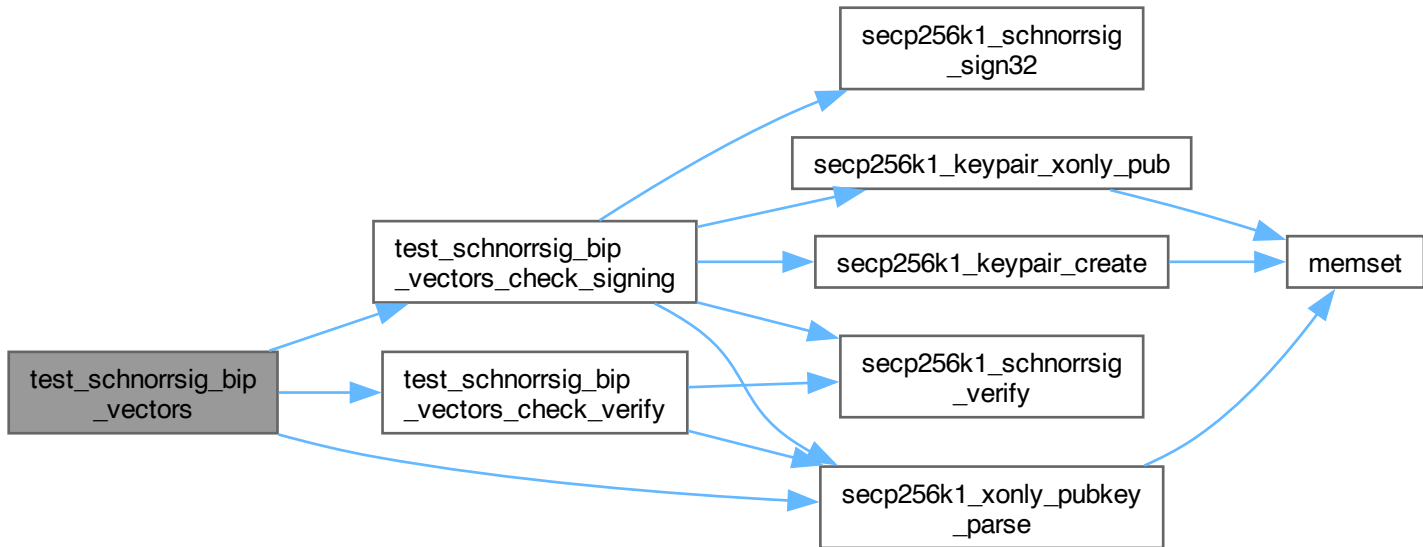 secp256k1_schnorrsig
_sign32
secp256k1_keypair_xonly_pub
test_schnorrsig_bip
_vectors_check_signing
secp256k1_keypair_create
memset
test_schnorrsig_bip
_vectors
test_schnorrsig_bip
_vectors_check_verify
secp256k1_schnorrsig
_verify
secp256k1_xonly_pubkey
_parse